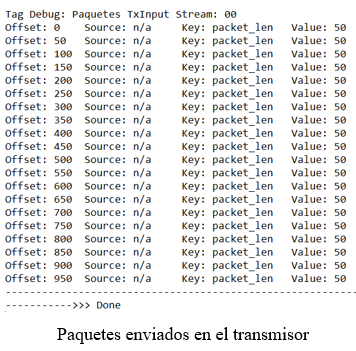 Tag Debug: Paquetes TxInput Stream: 00
Offset: 0 Source: n/a Key: packet_len Value: 50
Offset: 50 Source: n/a Key: packet_len Value: 50
Offset: 100 Source: n/a Key: packet_len Value: 50
Offset: 150 Source: n/a Key: packet_len Value: 50
Offset: 200 Source: n/a Key: packet_len Value: 50
Offset: 250 Source: n/a Key: packet_len Value: 50
Offset: 300 Source: n/a Key: packet_len Value: 50
Offset: 350 Source: n/a Key: packet_len Value: 50
Offset: 400 Source: n/a Key: packet_len Value: 50
Offset: 450 Source: n/a Key: packet_len Value: 50
Offset: 500 Source: n/a Key: packet_len Value: 50
Offset: 550 Source: n/a Key: packet_len Value: 50
Offset: 600 Source: n/a Key: packet_len Value: 50
Offset: 650 Source: n/a Key: packet_len Value: 50
Offset: 700 Source: n/a Key: packet_len Value: 50
Offset: 750 Source: n/a Key: packet_len Value: 50
Offset: 800 Source: n/a Key: packet_len Value: 50
Offset: 850 Source: n/a Key: packet_len Value: 50
Offset: 900 Source: n/a Key: packet_len Value: 50
Offset: 950 Source: n/a Key: packet_len Value: 50
----------------------------------------------------------
----------->>> Done
Paquetes enviados en el transmisor